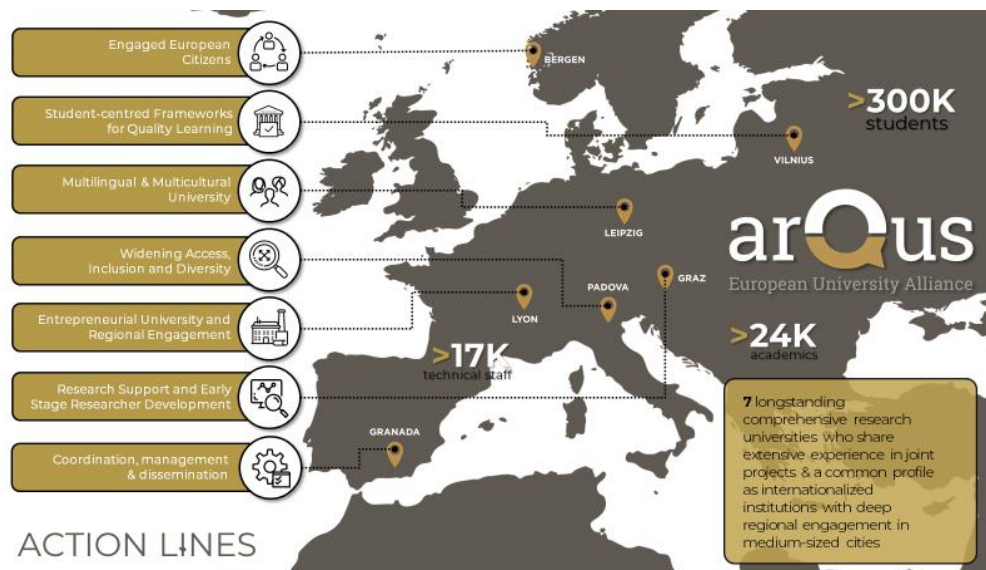 Engaged European
Citizens
Student-centred Frameworks
for Quality Learning
Multilingual & Multicultural
University
Widening Access,
Inclusion and Diversity
Entrepreneurial University and
Regional Engagement
Research Support and Early
Stage Researcher Development
Coordination, management
& dissemination
ACTION LINES
BERGEN
VILNIUS
LEIPZIG
GRAZ
PADOVA
LYON
GRANADA
>300K
students
arQus
European University Alliance
>24K
academics
>17K
technical staff
7 longstanding
comprehensive research
universities who share
extensive experience in joint
projects & a common profile
as internationalized
institutions with deep
regional engagement in
medium-sized cities